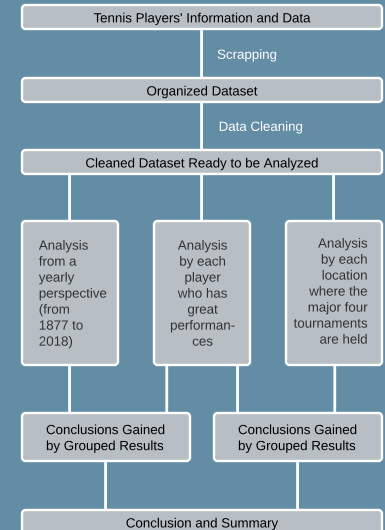 Tennis Players' Information and Data
Scrapping
Organized Dataset
Data Cleaning
Cleaned Dataset Ready to be Analyzed
Analysis
from a
yearly
perspective
(from
1877 to
2018)
Analysis
by each
player
who has
great
performan-
ces
Analysis
by each
location
where the
major four
tournaments
are held
Conclusions Gained
by Grouped Results
Conclusions Gained
by Grouped Results
Conclusion and Summary